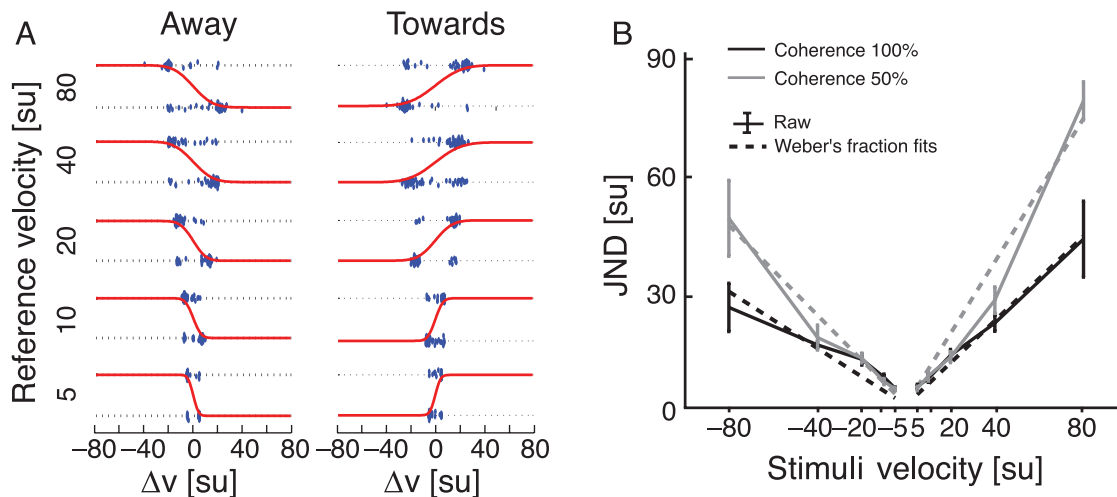 A
Away
Towards
Reference velocity [su]
80
40
20
10
5
−80 −40 0 40 80
−80 −40 0 40 80
Δv [su]
Δv [su]
B
Coherence 100%
Coherence 50%
Raw
Weber's fraction fits
JND [su]
90
60
30
0
−80 −40 −20 −5 5 20 40 80
Stimuli velocity [su]